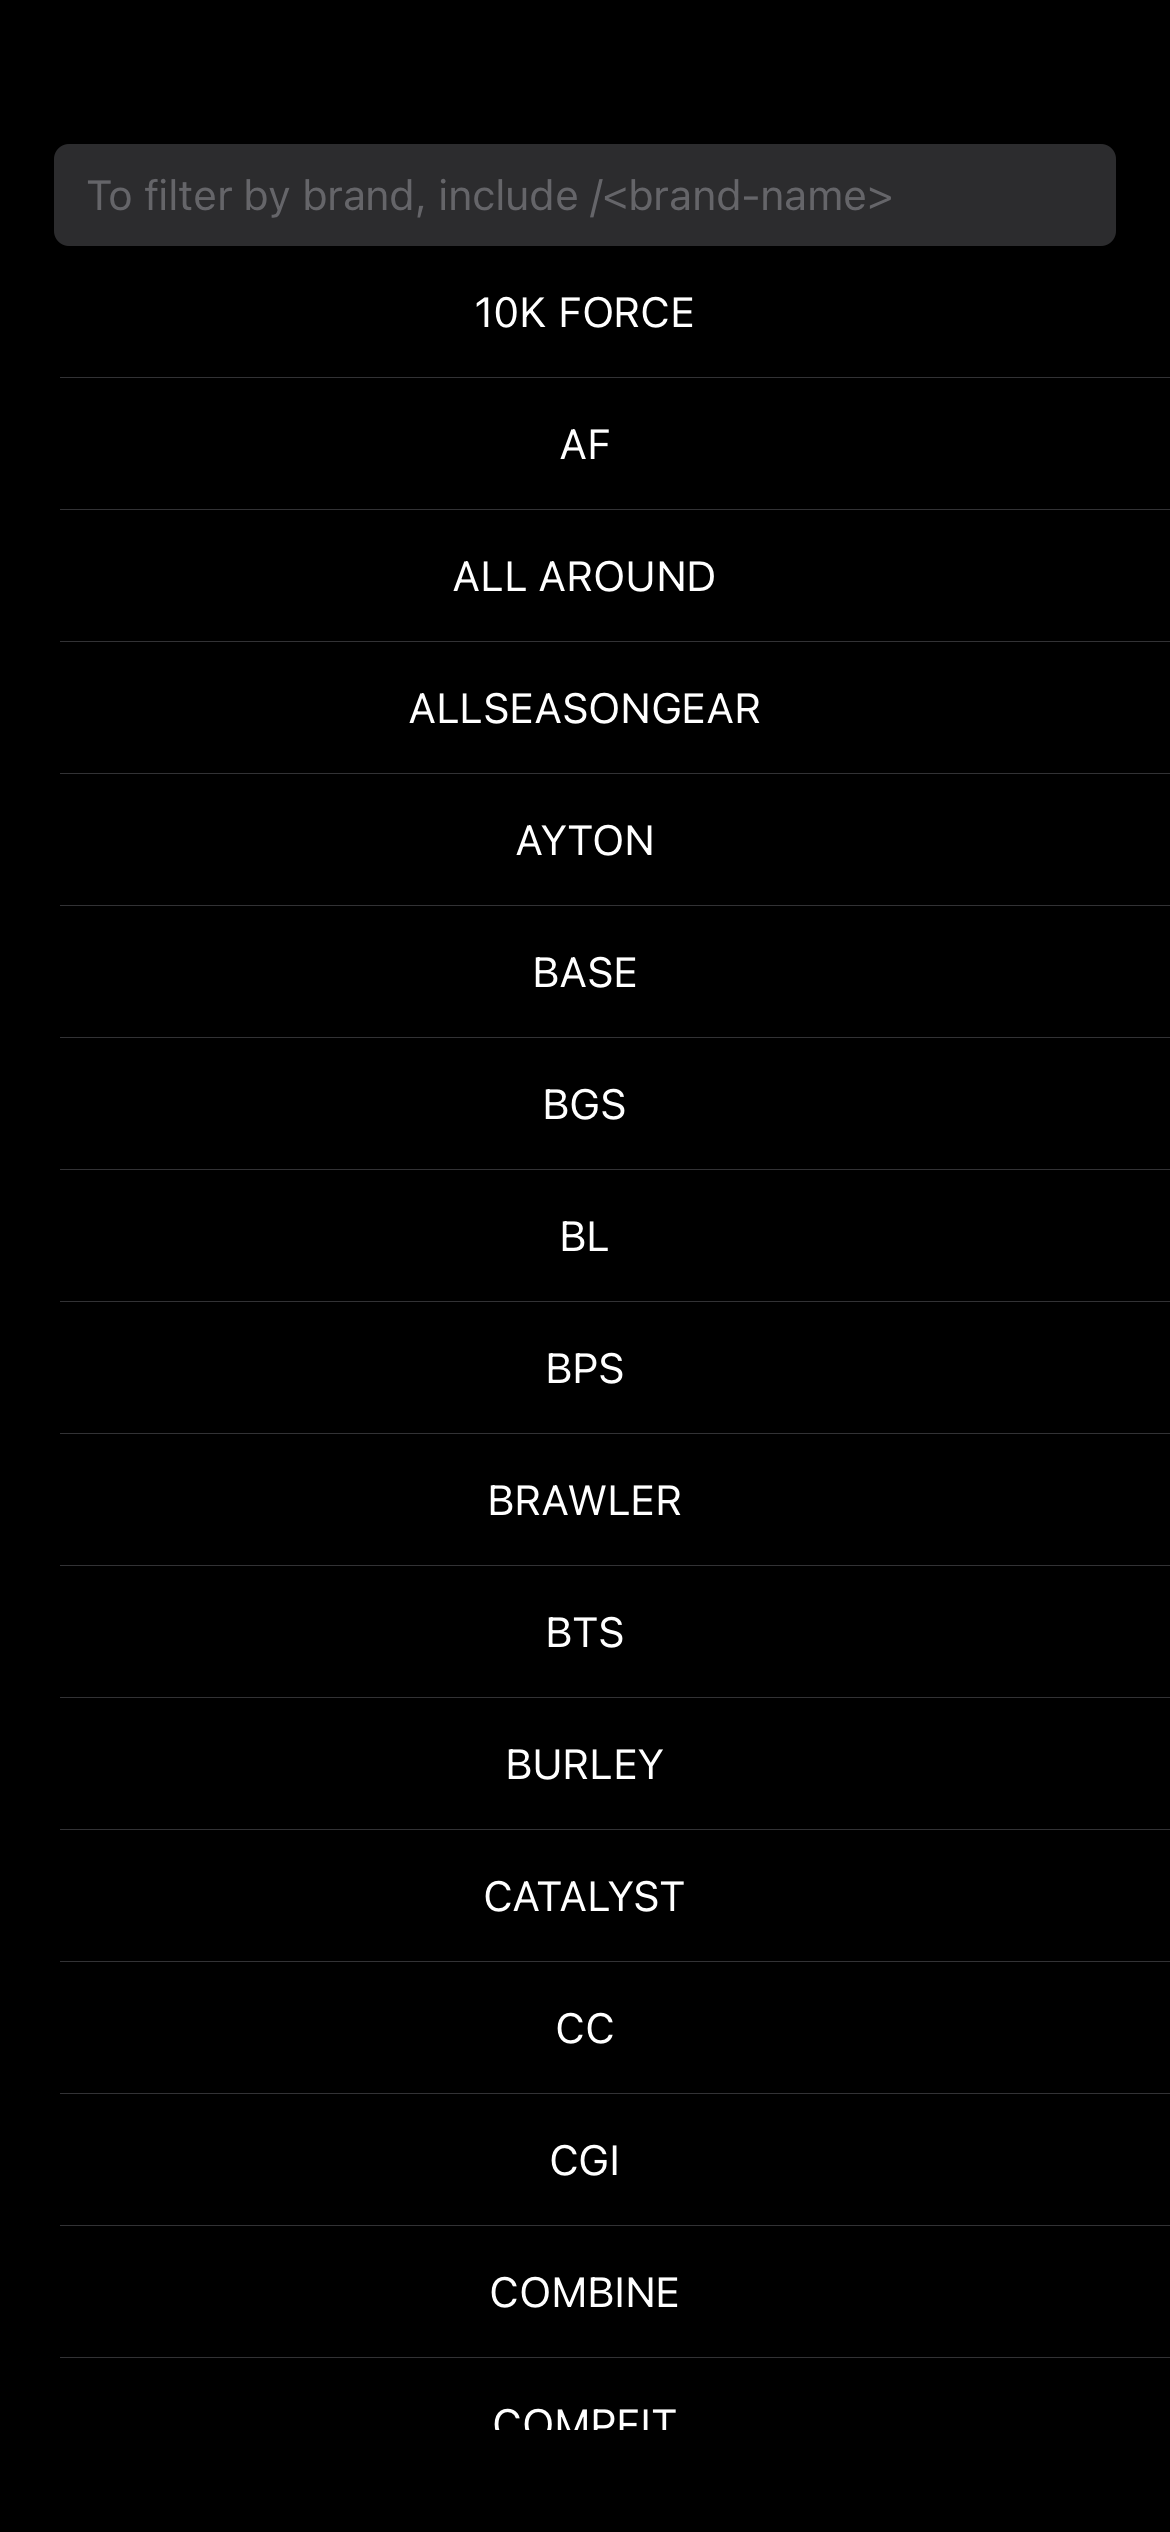 To filter by brand, include /<brand-name>
10K FORCE
AF
ALL AROUND
ALLSEASONGEAR
AYTON
BASE
BGS
BL
BPS
BRAWLER
BTS
BURLEY
CATALYST
CC
CGI
COMBINE